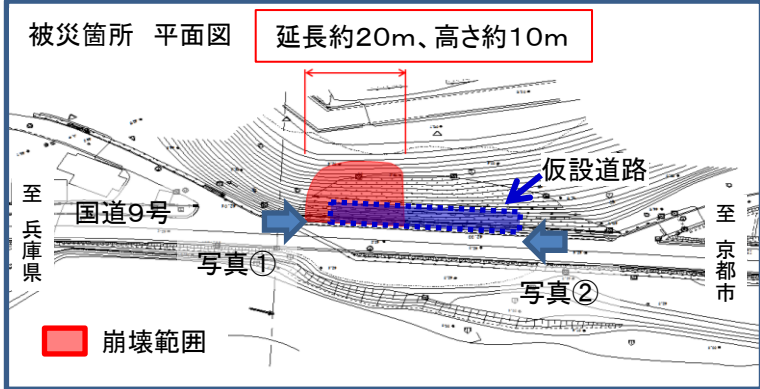 被災箇所 平面図
延長約20m、高さ約10m
仮設道路
至 兵庫県
国道9号
至 京都市
写真①
写真②
崩壊範囲